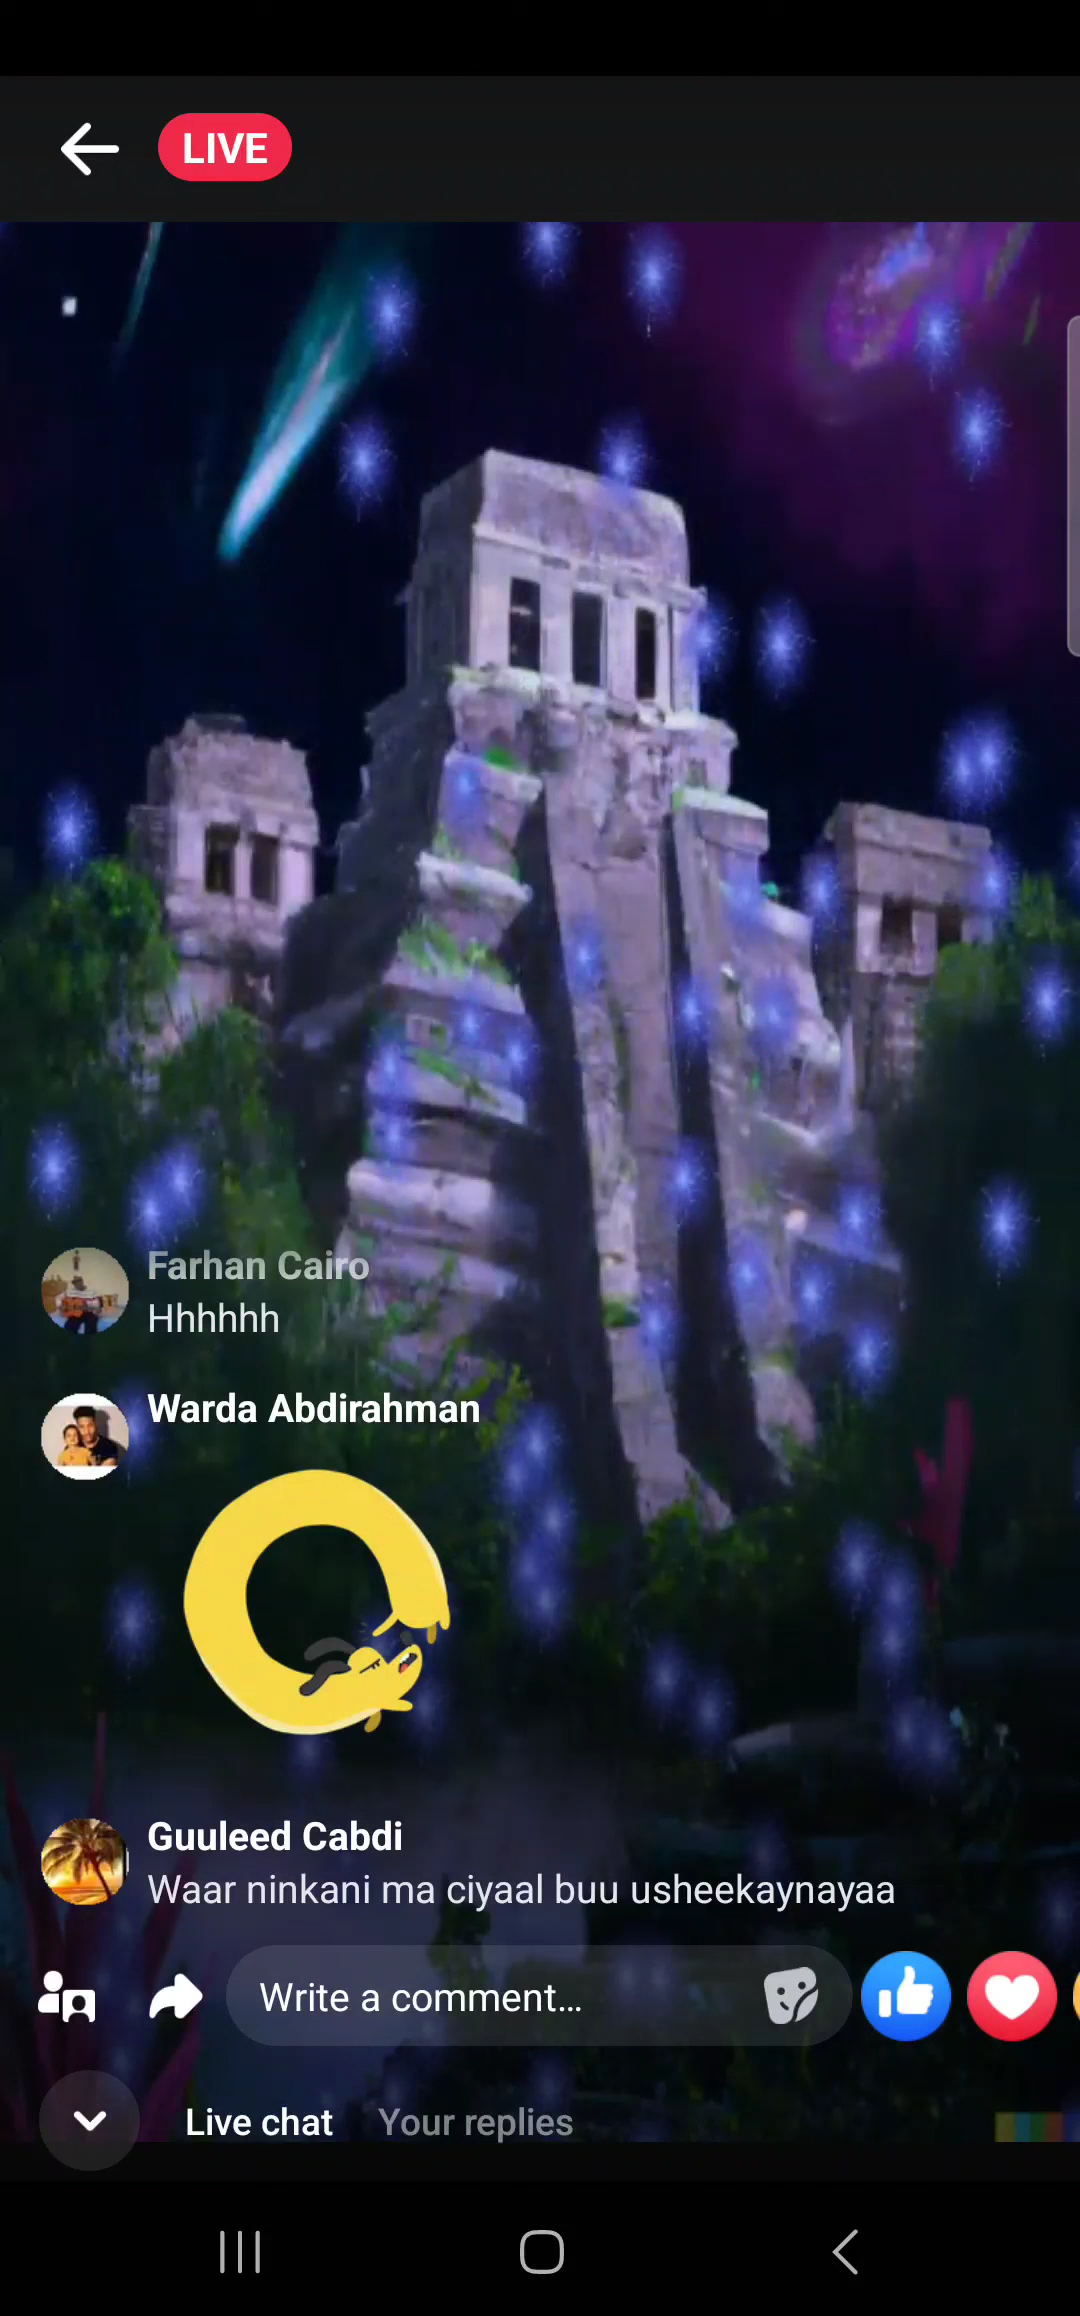 LIVE
Farhan Cairo
Hhhhhh
Warda Abdirahman
Guuleed Cabdi
Waar ninkani ma ciyaal buu usheekaynayaa
Write a comment...
Live chat Your replies